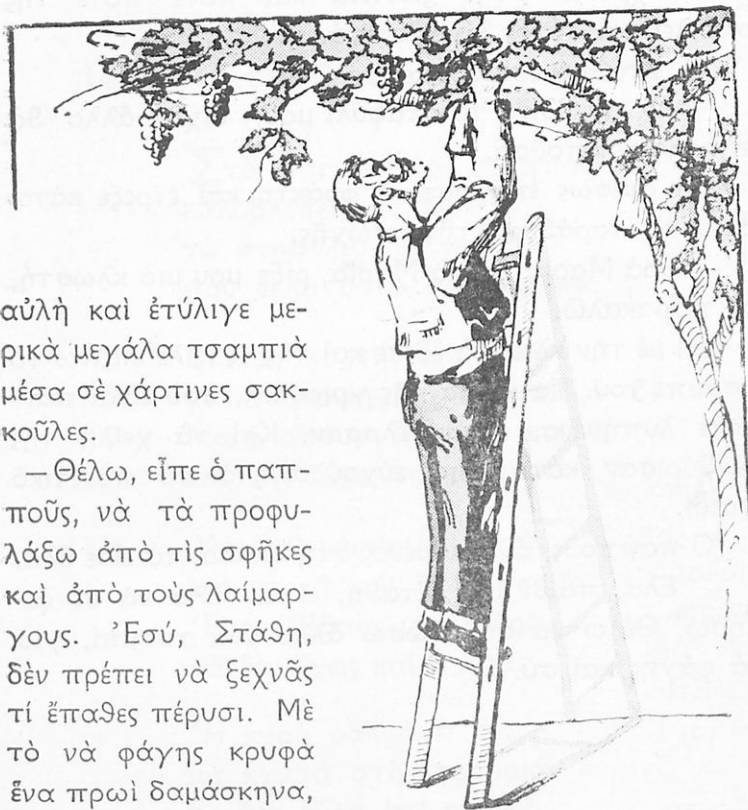 αὐλὴ καὶ ἐτύλιγε με-
ρικὰ μεγάλα τσαμπιὰ
μέσα σὲ χάρτινες σακ-
κοῦλες.
— Θέλω, εἶπε ὁ παπ-
ποῦς, νὰ τὰ προφυ-
λάξω ἀπὸ τὶς σφῆκες
καὶ ἀπὸ τοὺς λαίμαρ-
γους. Ἐσύ, Στάθη,
δὲν πρέπει νὰ ξεχνᾶς
τί ἔπαθες πέρυσι. Μὲ
τὸ νὰ φάγης κρυφὰ
ἕνα πρωὶ δαμάσκηνα,